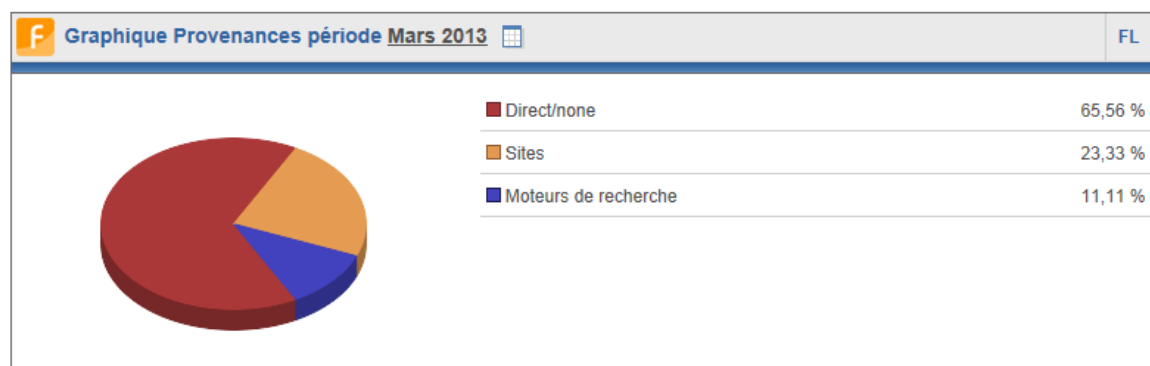 F Graphique Provenances période Mars 2013 FL
Direct/none 65,56 %
Sites 23,33 %
Moteurs de recherche 11,11 %